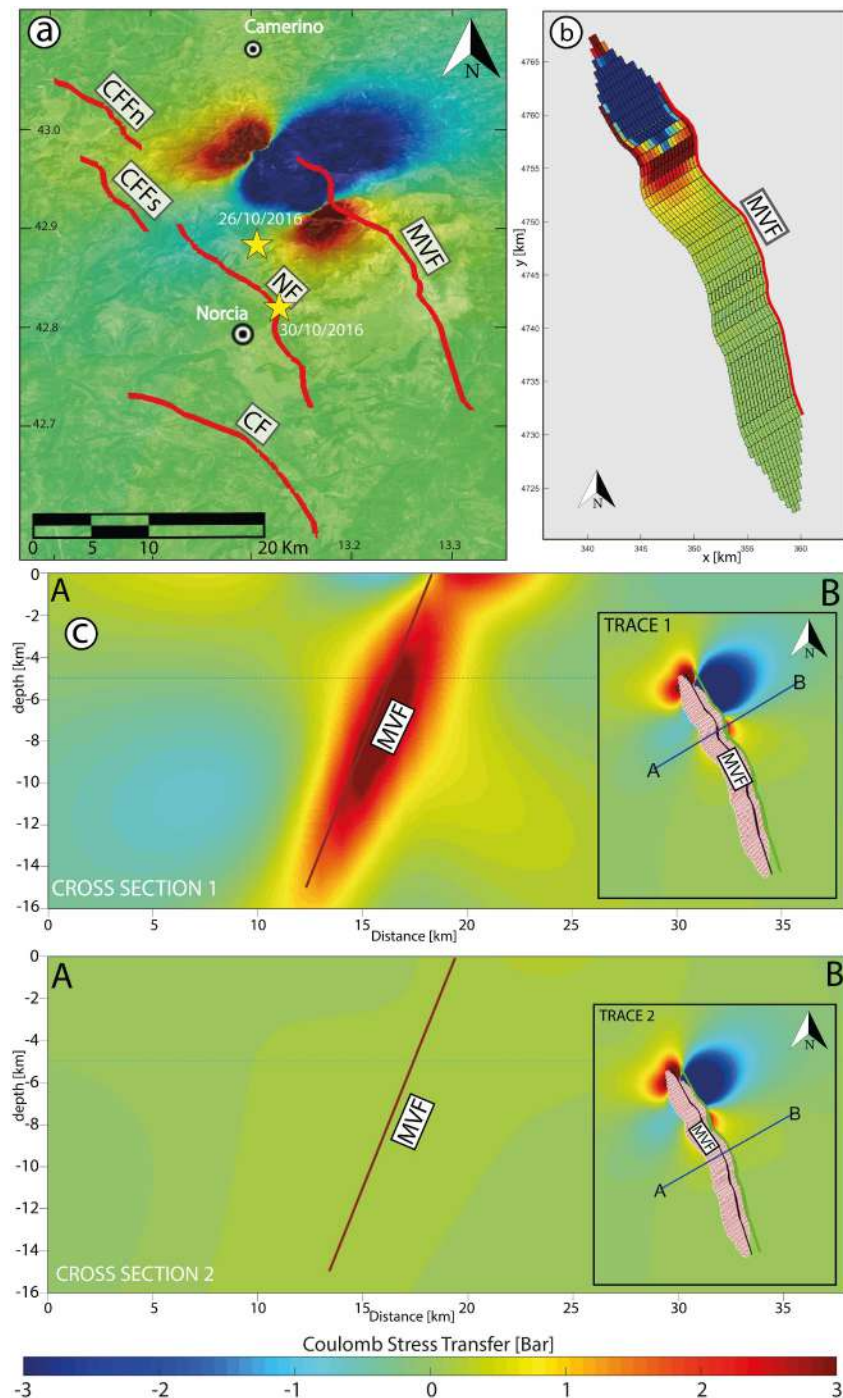 a
Camerino
N
CFFn
43.0
CFFs
42.9
26/10/2016
MVF
NF
Norcia
42.8
30/10/2016
CF
42.7
0 5 10 20 Km
13.2 13.3
b
4765
4760
4755
4750
4745
4740
4735
4730
4725
y [km]
MVF
N
340 345 350 355 360
x [km]
A B
c
0
-2
-4
-6
-8
-10
-12
-14
-16
depth [km]
MVF
CROSS SECTION 1
TRACE 1
N
B
A
MVF
0 5 10 15 20 25 30 35
Distance [km]
A B
0
-2
-4
-6
-8
-10
-12
-14
-16
depth [km]
MVF
CROSS SECTION 2
TRACE 2
N
B
MVF
A
0 5 10 15 20 25 30 35
Distance [km]
Coulomb Stress Transfer [Bar]
-3 -2 -1 0 1 2 3